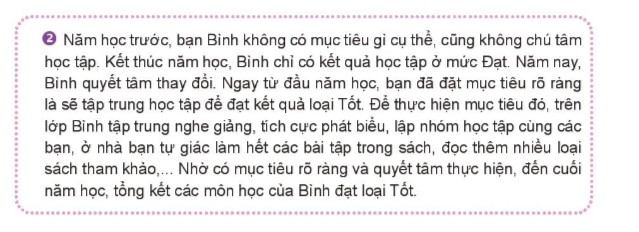 2 Năm học trước, bạn Bình không có mục tiêu gì cụ thể, cũng không chú tâm
học tập. Kết thúc năm học, Bình chỉ có kết quả học tập ở mức Đạt. Năm nay,
Bình quyết tâm thay đổi. Ngay từ đầu năm học, bạn đã đặt mục tiêu rõ ràng
là sẽ tập trung học tập để đạt kết quả loại Tốt. Để thực hiện mục tiêu đó, trên
lớp Bình tập trung nghe giảng, tích cực phát biểu, lập nhóm học tập cùng các
bạn, ở nhà bạn tự giác làm hết các bài tập trong sách, đọc thêm nhiều loại
sách tham khảo,... Nhờ có mục tiêu rõ ràng và quyết tâm thực hiện, đến cuối
năm học, tổng kết các môn học của Bình đạt loại Tốt.